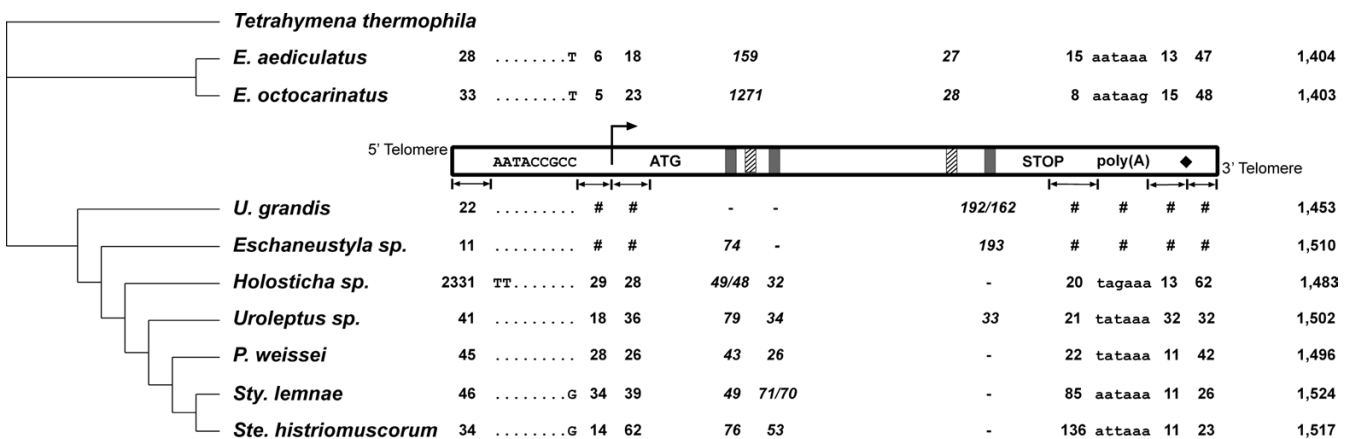 Tetrahymena thermophila
E. aediculatus 28 ........T 6 18 159 27 15 aataaa 13 47 1,404
E. octocarinatus 33 ........T 5 23 1271 28 8 aataag 15 48 1,403
5' Telomere AATACCGCC ATG STOP poly(A) ◆ 3' Telomere
U. grandis 22 ......... # # - - 192/162 # # # # 1,453
Eschaneustyla sp. 11 ......... # # 74 - 193 # # # # 1,510
Holosticha sp. 2331 TT....... 29 28 49/48 32 - 20 tagaaa 13 62 1,483
Uroleptus sp. 41 ......... 18 36 79 34 33 21 tataaa 32 32 1,502
P. weissei 45 ......... 28 26 43 26 - 22 tataaa 11 42 1,496
Sty. lemnae 46 ........G 34 39 49 71/70 - 85 aataaa 11 26 1,524
Ste. histriomuscorum 34 ........G 14 62 76 53 - 136 attaaa 11 23 1,517